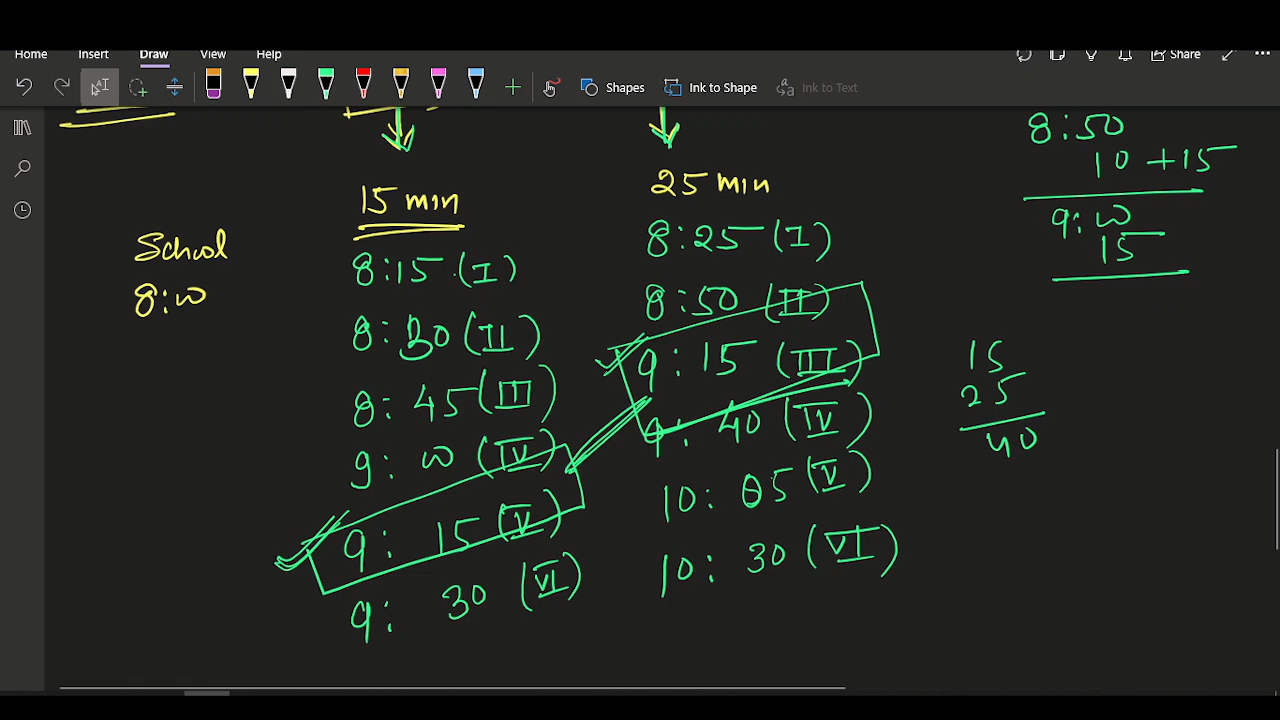 Home Insert Draw View Help Share
Shapes Ink to Shape Ink to Text
15 min
School
8:00
8:15 (I)
8:30 (II)
8:45 (III)
9:00 (IV)
9:15 (V)
9:30 (VI)
25 min
8:25 (I)
8:50 (II)
9:15 (III)
9:40 (IV)
10:05 (V)
10:30 (VI)
8:50
10 +15
9:00
15
15
25
40